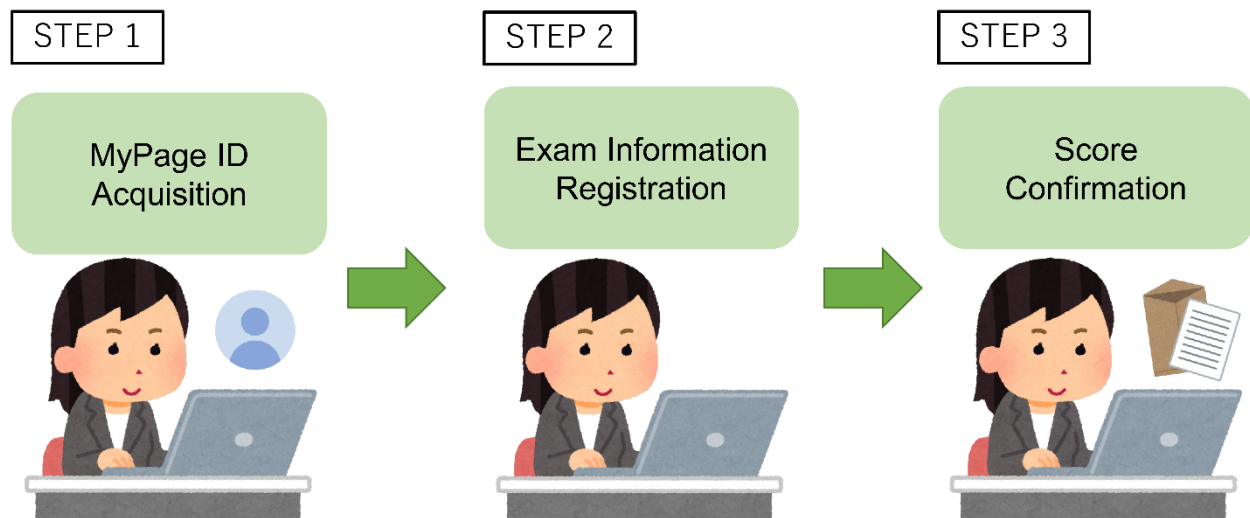 STEP 1
MyPage ID
Acquisition
STEP 2
Exam Information
Registration
STEP 3
Score
Confirmation